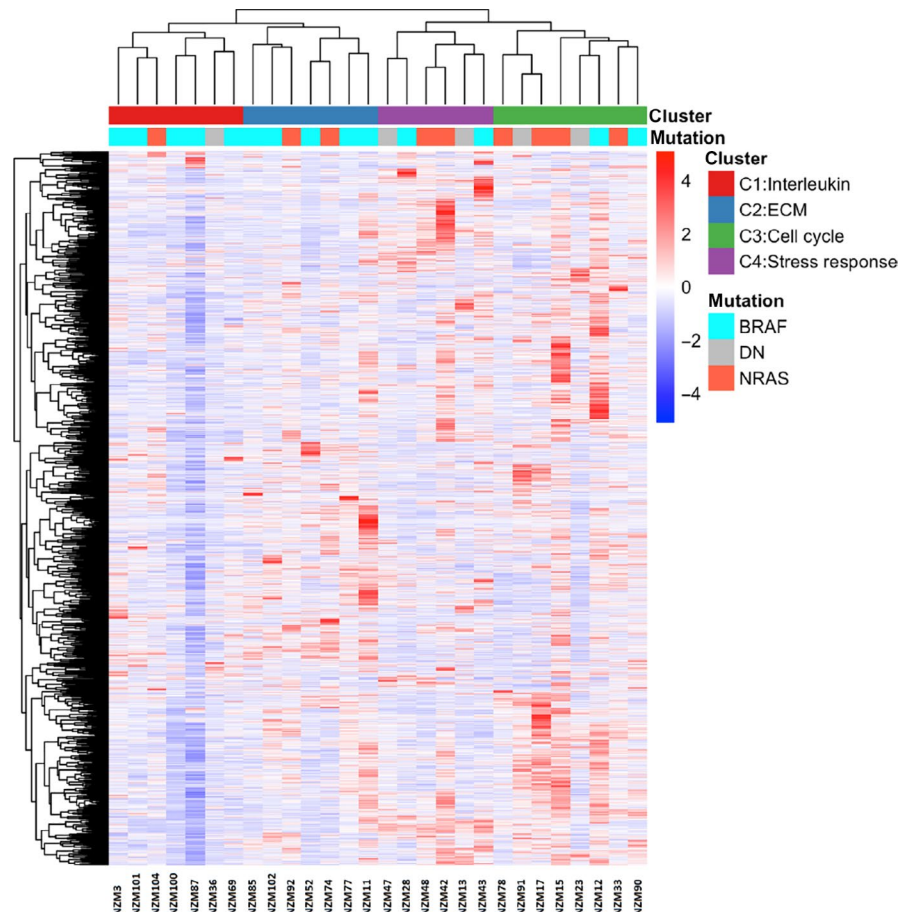 Cluster
Mutation
4
2
0
−2
−4
Cluster
C1:Interleukin
C2:ECM
C3:Cell cycle
C4:Stress response
Mutation
BRAF
DN
NRAS
NZM3
NZM101
NZM104
NZM100
NZM87
NZM36
NZM69
NZM85
NZM102
NZM92
NZM52
NZM74
NZM77
NZM11
NZM47
NZM28
NZM48
NZM42
NZM13
NZM43
NZM78
NZM91
NZM17
NZM15
NZM23
NZM12
NZM33
NZM90